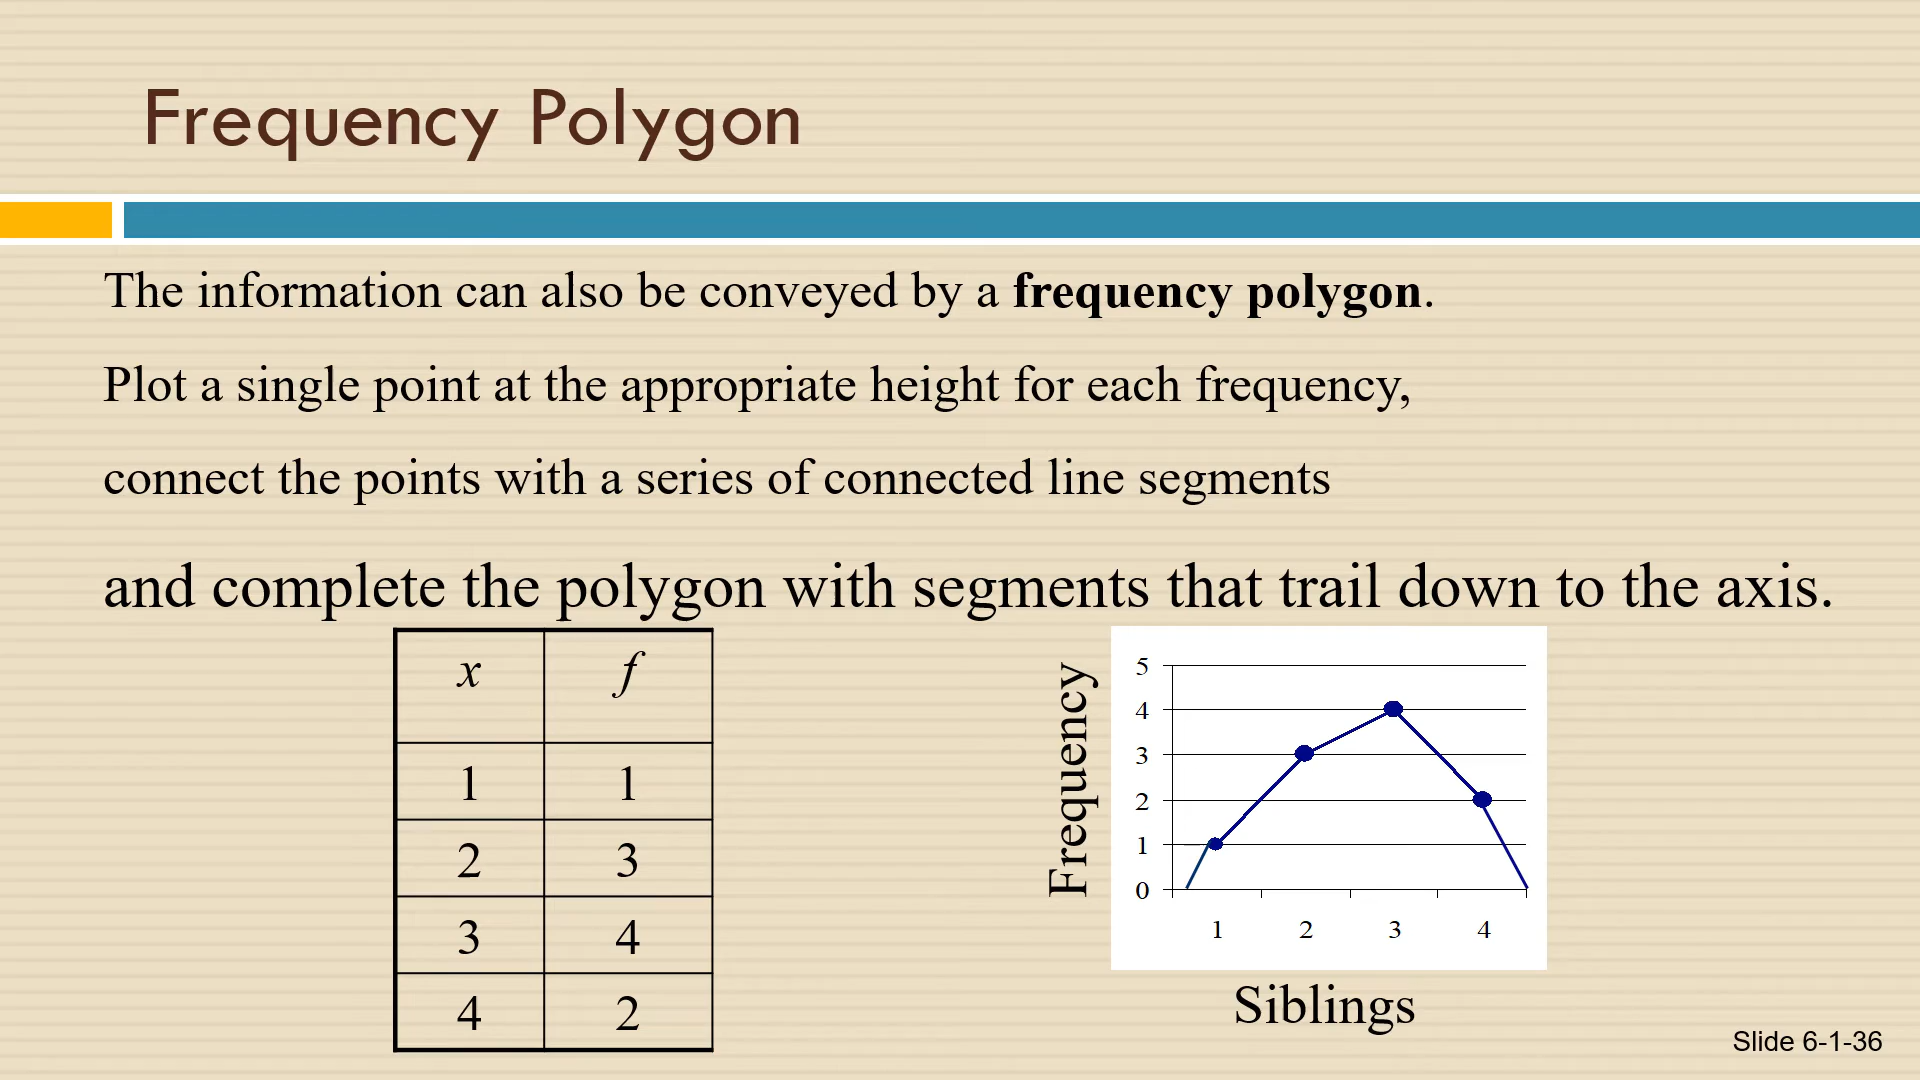 Frequency Polygon
The information can also be conveyed by a frequency polygon.
Plot a single point at the appropriate height for each frequency,
connect the points with a series of connected line segments
and complete the polygon with segments that trail down to the axis.
x f
1 1
2 3
3 4
4 2
Frequency
5
4
3
2
1
0
1 2 3 4
Siblings
Slide 6-1-36